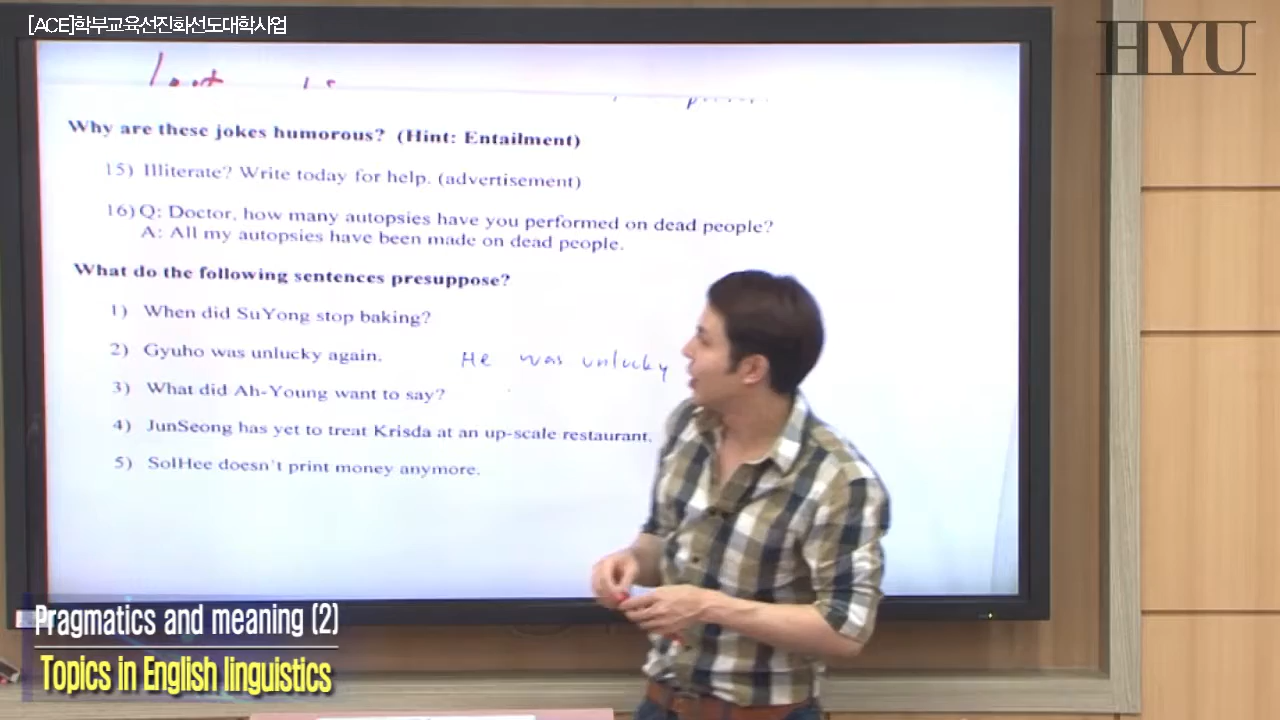 [ACE]학부교육선진화선도대학사업
HYU
Why are these jokes humorous? (Hint: Entailment)
15) Illiterate? Write today for help. (advertisement)
16) Q: Doctor, how many autopsies have you performed on dead people?
A: All my autopsies have been made on dead people.
What do the following sentences presuppose?
1) When did SuYong stop baking?
2) Gyuho was unlucky again. He was unlucky
3) What did Ah-Young want to say?
4) JunSeong has yet to treat Krisda at an up-scale restaurant.
5) SolHee doesn't print money anymore.
Pragmatics and meaning (2)
Topics in English linguistics